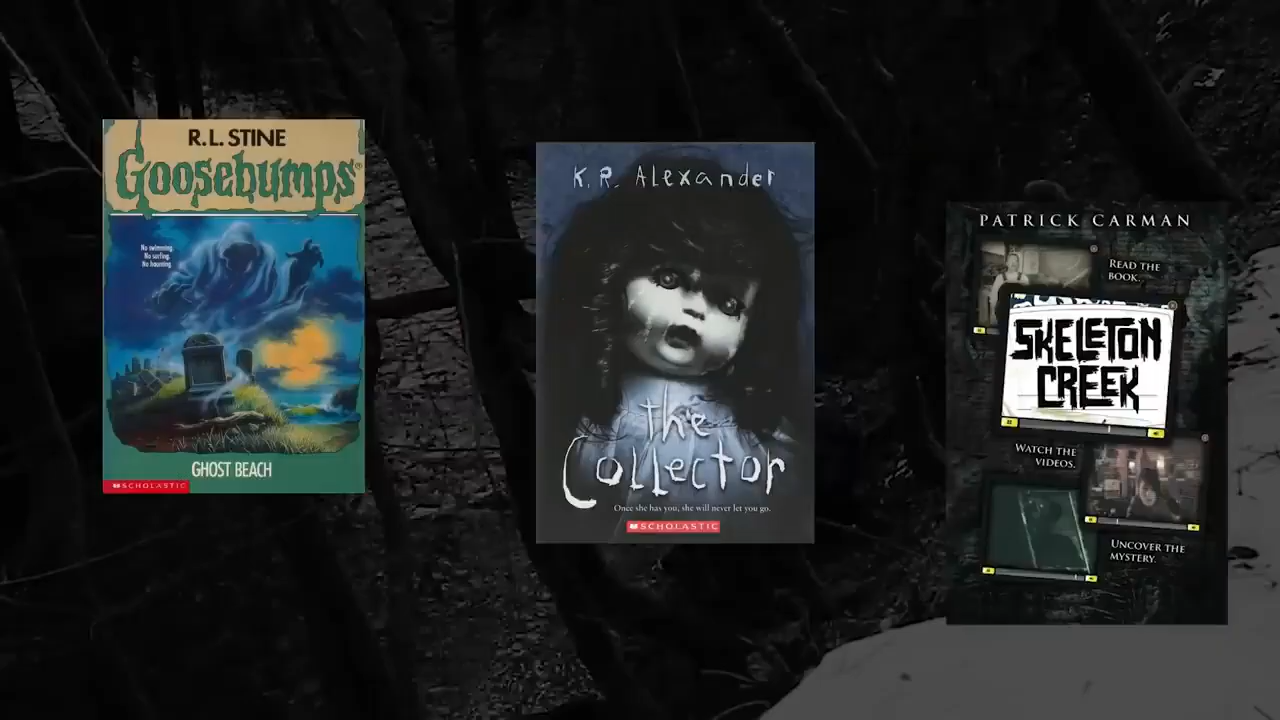 R.L. STINE
Goosebumps®
No swimming.
No surfing.
No haunting.
GHOST BEACH
SCHOLASTIC
K.R. Alexander
the
Collector
Once she has you, she will never let you go.
SCHOLASTIC
PATRICK CARMAN
READ THE
BOOK.
SKELETON
CREEK
WATCH THE
VIDEOS.
UNCOVER THE
MYSTERY.